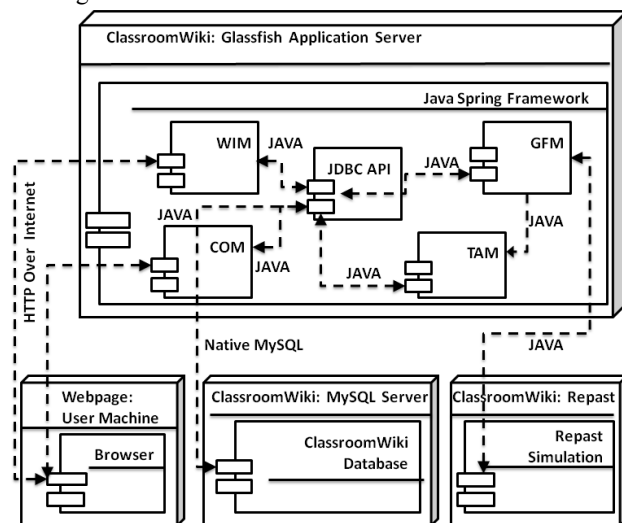 ClassroomWiki: Glassfish Application Server
Java Spring Framework
WIM
JAVA
JDBC API
JAVA
GFM
JAVA
COM
JAVA
JAVA
TAM
JAVA
HTTP Over Internet
Native MySQL
JAVA
Webpage:
User Machine
Browser
ClassroomWiki: MySQL Server
ClassroomWiki
Database
ClassroomWiki: Repast
Repast
Simulation